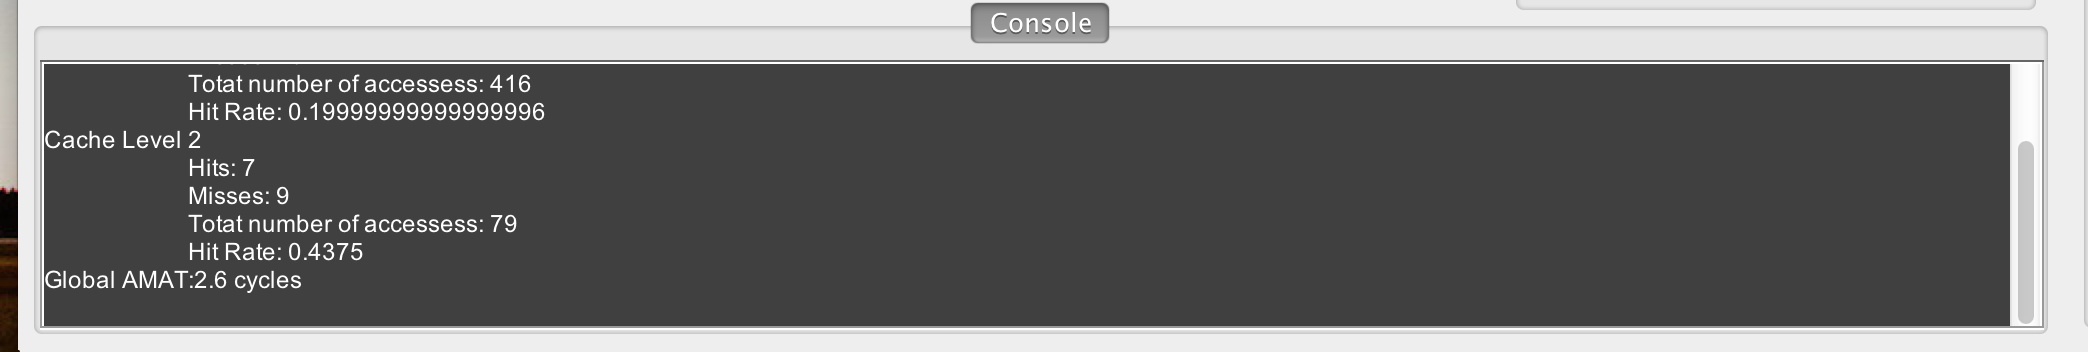 Console
Totat number of accessess: 416
Hit Rate: 0.19999999999999996
Cache Level 2
Hits: 7
Misses: 9
Totat number of accessess: 79
Hit Rate: 0.4375
Global AMAT:2.6 cycles